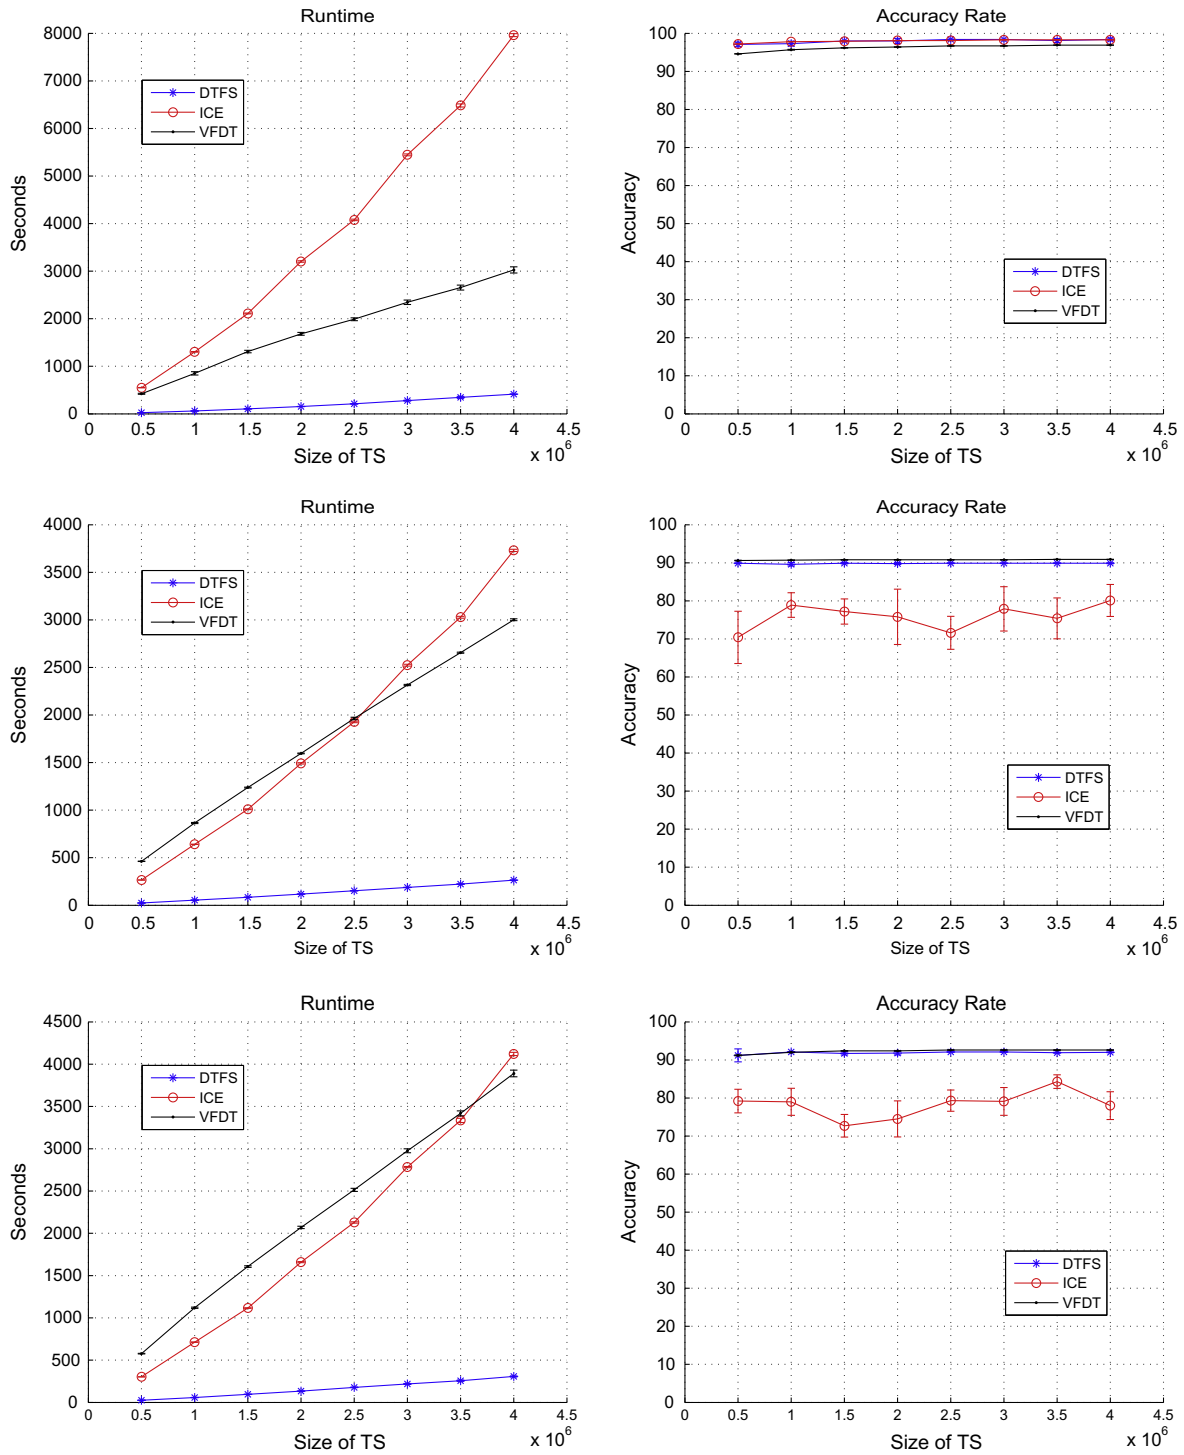 Runtime
8000
7000
6000
5000
4000
3000
2000
1000
0
Seconds
DTFS
ICE
VFDT
0 0.5 1 1.5 2 2.5 3 3.5 4 4.5
Size of TS
x 10^6
Accuracy Rate
100
90
80
70
60
50
40
30
20
10
0
Accuracy
DTFS
ICE
VFDT
0 0.5 1 1.5 2 2.5 3 3.5 4 4.5
Size of TS
x 10^6
Runtime
4000
3500
3000
2500
2000
1500
1000
500
0
Seconds
DTFS
ICE
VFDT
0 0.5 1 1.5 2 2.5 3 3.5 4 4.5
Size of TS
x 10^6
Accuracy Rate
100
90
80
70
60
50
40
30
20
10
0
Accuracy
DTFS
ICE
VFDT
0 0.5 1 1.5 2 2.5 3 3.5 4 4.5
Size of TS
x 10^6
Runtime
4500
4000
3500
3000
2500
2000
1500
1000
500
0
Seconds
DTFS
ICE
VFDT
0 0.5 1 1.5 2 2.5 3 3.5 4 4.5
Size of TS
x 10^6
Accuracy Rate
100
90
80
70
60
50
40
30
20
10
0
Accuracy
DTFS
ICE
VFDT
0 0.5 1 1.5 2 2.5 3 3.5 4 4.5
Size of TS
x 10^6